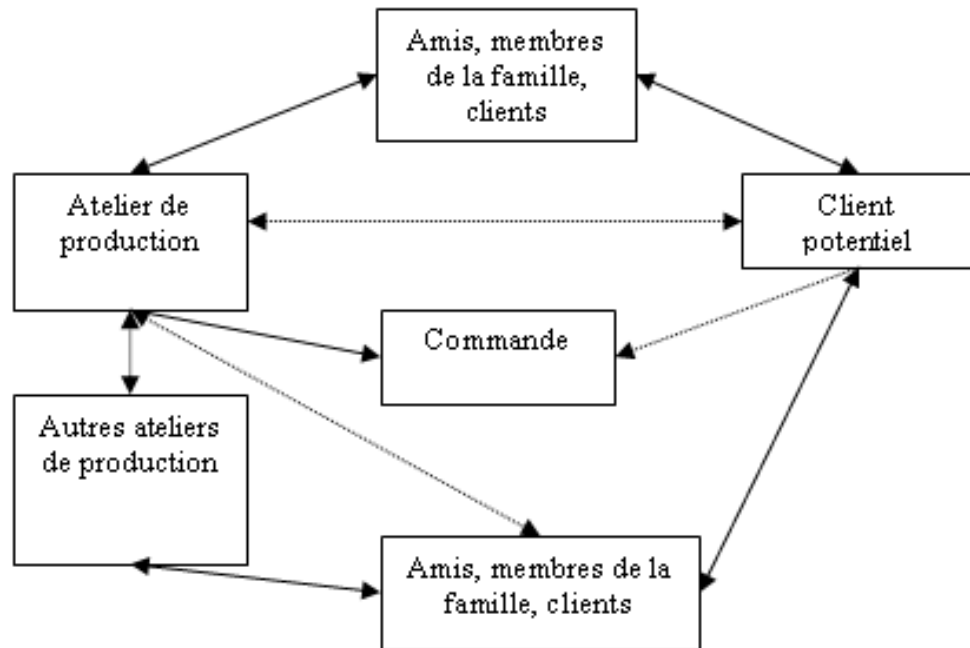 Amis, membres
de la famille,
clients
Atelier de
production
Client
potentiel
Commande
Autres ateliers
de production
Amis, membres de la
famille, clients